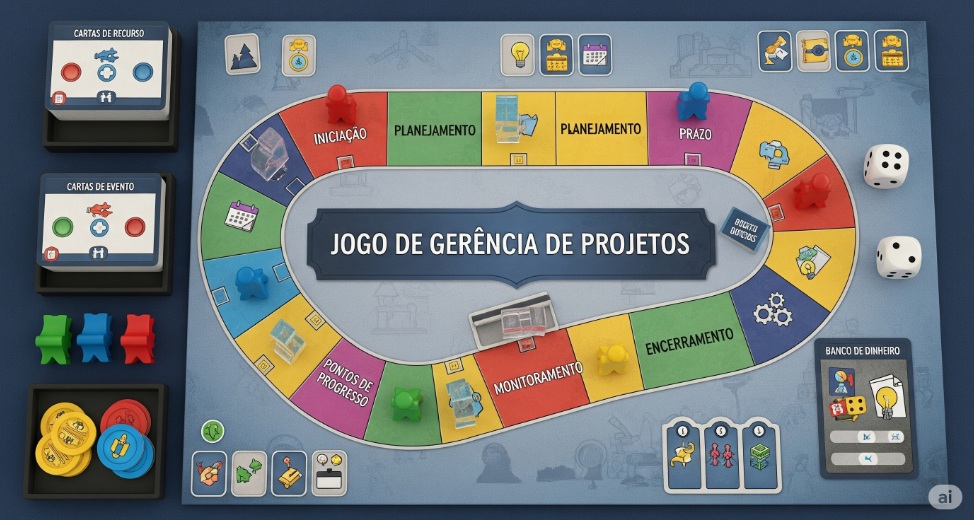 CARTAS DE RECURSO
CARTAS DE EVENTO
INICIAÇÃO
PLANEJAMENTO
PLANEJAMENTO
PRAZO
JOGO DE GERÊNCIA DE PROJETOS
PONTOS DE
PROGRESSO
MONITORAMENTO
ENCERRAMENTO
BANCO DE DINHEIRO
ai